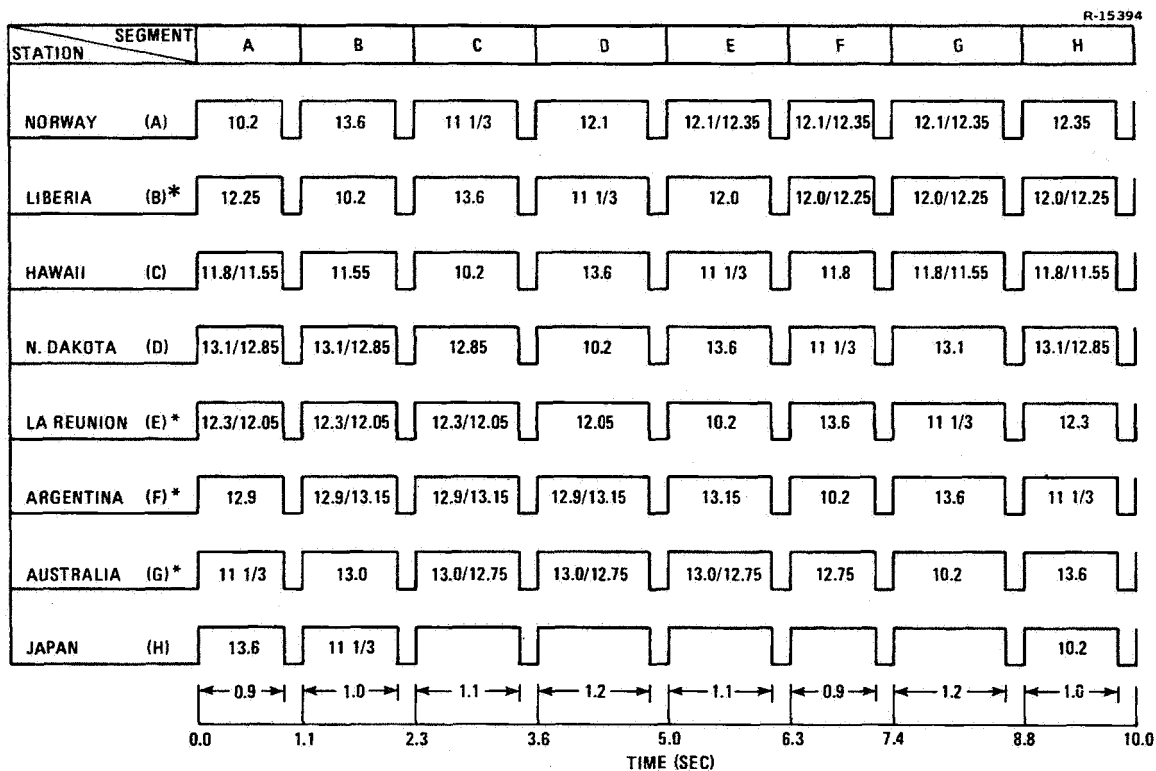 R-15394
SEGMENT
STATION A B C D E F G H
NORWAY (A) 10.2 13.6 11 1/3 12.1 12.1/12.35 12.1/12.35 12.1/12.35 12.35
LIBERIA (B)* 12.25 10.2 13.6 11 1/3 12.0 12.0/12.25 12.0/12.25 12.0/12.25
HAWAII (C) 11.8/11.55 11.55 10.2 13.6 11 1/3 11.8 11.8/11.55 11.8/11.55
N. DAKOTA (D) 13.1/12.85 13.1/12.85 12.85 10.2 13.6 11 1/3 13.1 13.1/12.85
LA REUNION (E)* 12.3/12.05 12.3/12.05 12.3/12.05 12.05 10.2 13.6 11 1/3 12.3
ARGENTINA (F)* 12.9 12.9/13.15 12.9/13.15 12.9/13.15 13.15 10.2 13.6 11 1/3
AUSTRALIA (G)* 11 1/3 13.0 13.0/12.75 13.0/12.75 13.0/12.75 12.75 10.2 13.6
JAPAN (H) 13.6 11 1/3 10.2
0.9 1.0 1.1 1.2 1.1 0.9 1.2 1.0
0.0 1.1 2.3 3.6 5.0 6.3 7.4 8.8 10.0
TIME (SEC)